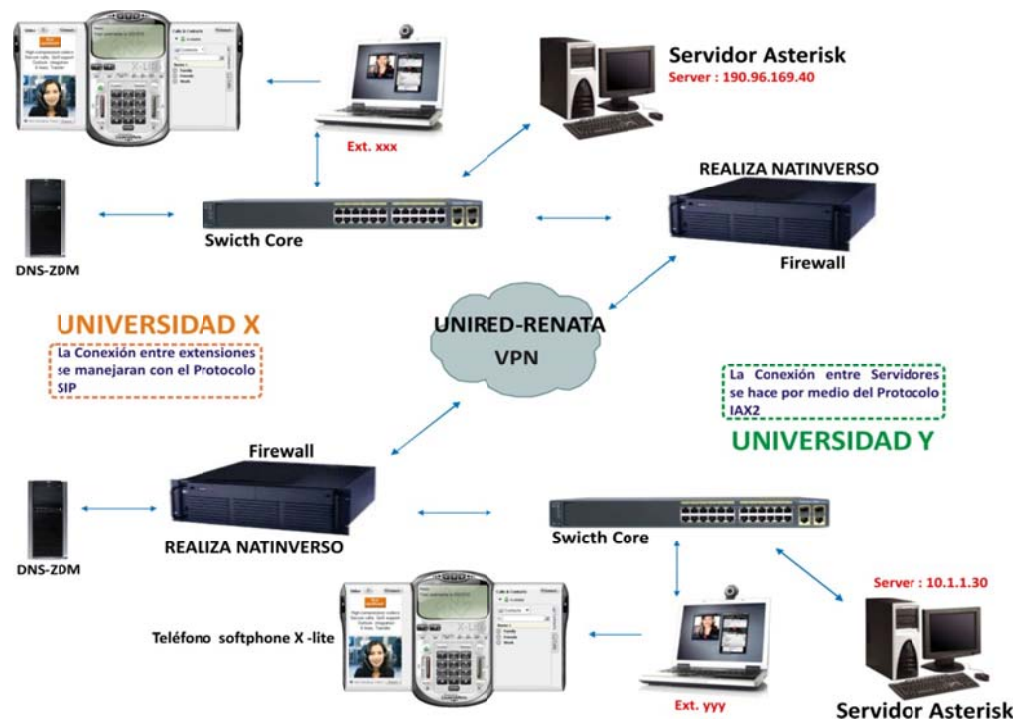 Servidor Asterisk
Server : 190.96.169.40
X-Lite
Ext. xxx
REALIZA NATINVERSO
Firewall
DNS-ZDM
Swicth Core
UNIRED-RENATA
VPN
UNIVERSIDAD X
La Conexión entre extensiones
se manejaran con el Protocolo
SIP
La Conexión entre Servidores
se hace por medio del Protocolo
IAX2
UNIVERSIDAD Y
Firewall
REALIZA NATINVERSO
DNS-ZDM
Swicth Core
Server : 10.1.1.30
Teléfono softphone X -lite
Ext. yyy
Servidor Asterisk